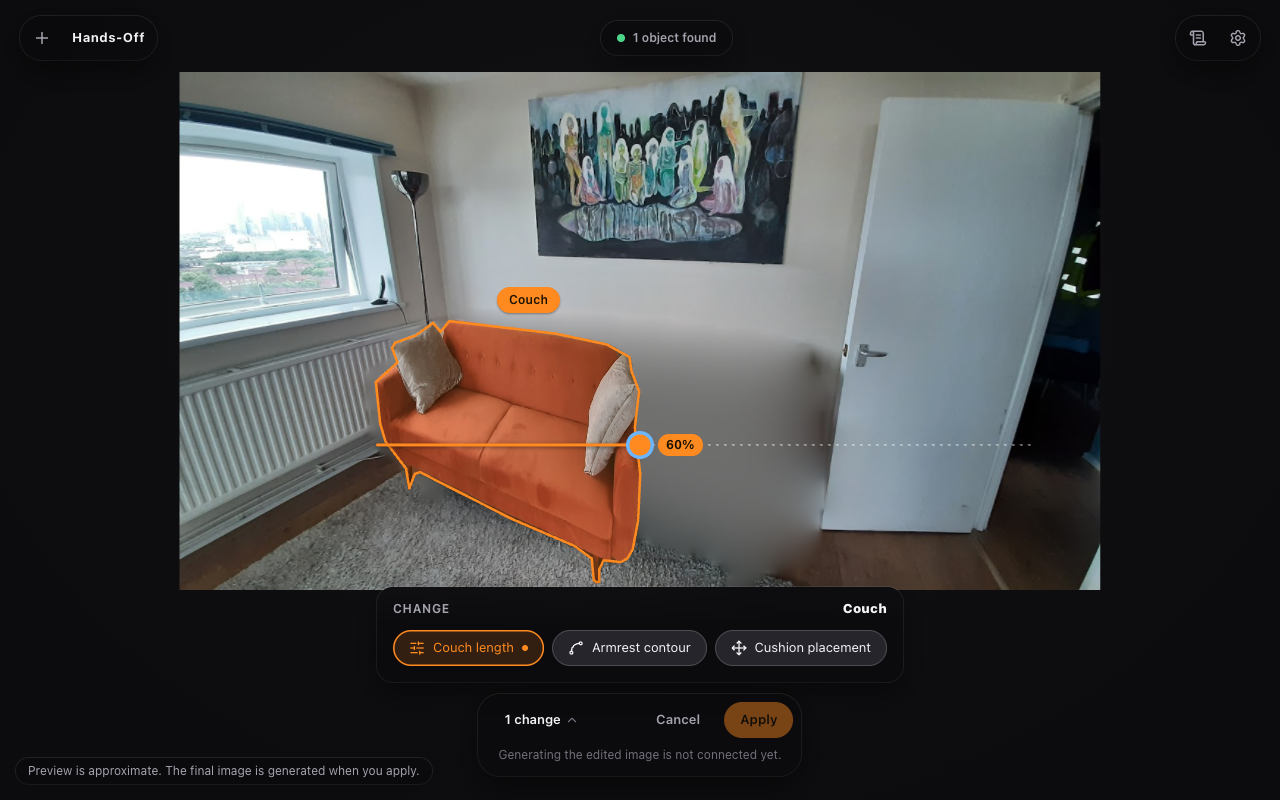 Hands-Off
1 object found
Couch
60%
CHANGE
Couch
Couch length
Armrest contour
Cushion placement
1 change
Cancel
Apply
Generating the edited image is not connected yet.
Preview is approximate. The final image is generated when you apply.